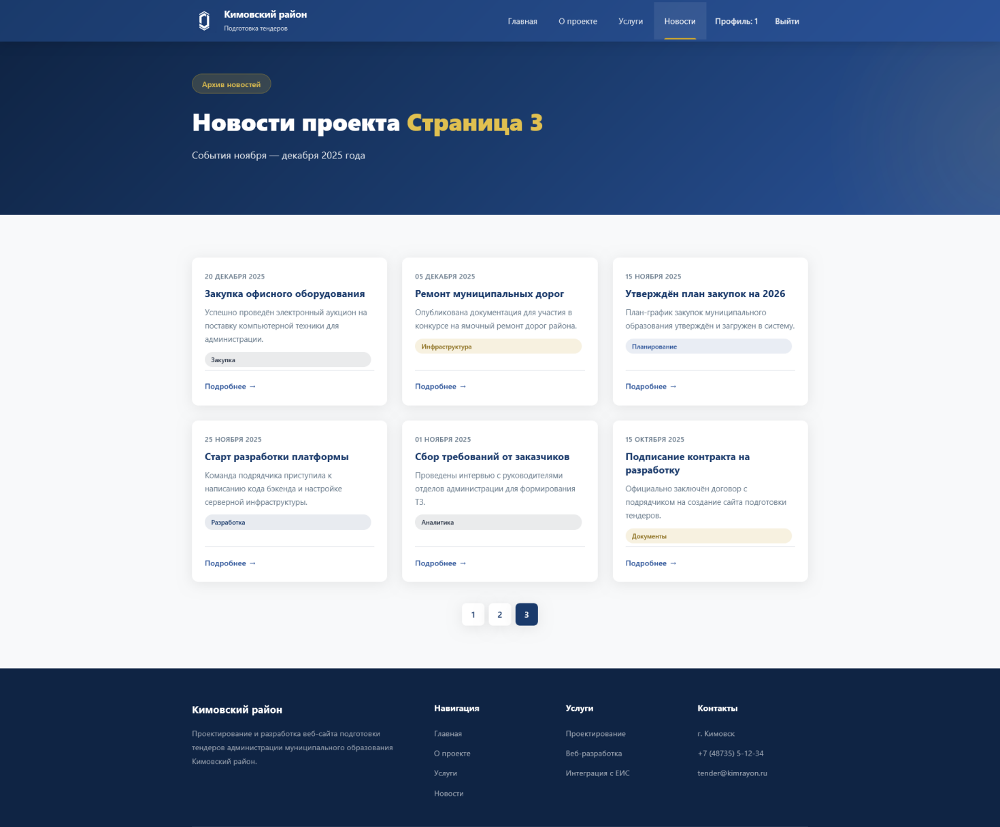 Кимовский район
Подготовка тендеров
Главная
О проекте
Услуги
Новости
Профиль: 1
Выйти
Архив новостей
Новости проекта Страница 3
События ноября — декабря 2025 года
20 ДЕКАБРЯ 2025
Закупка офисного оборудования
Успешно проведён электронный аукцион на
поставку компьютерной техники для
администрации.
Закупка
Подробнее →
05 ДЕКАБРЯ 2025
Ремонт муниципальных дорог
Опубликована документация для участия в
конкурсе на ямочный ремонт дорог района.
Инфраструктура
Подробнее →
15 НОЯБРЯ 2025
Утверждён план закупок на 2026
План-график закупок муниципального
образования утверждён и загружен в систему.
Планирование
Подробнее →
25 НОЯБРЯ 2025
Старт разработки платформы
Команда подрядчика приступила к
написанию кода бэкенда и настройке
серверной инфраструктуры.
Разработка
Подробнее →
01 НОЯБРЯ 2025
Сбор требований от заказчиков
Проведены интервью с руководителями
отделов администрации для формирования
ТЗ.
Аналитика
Подробнее →
15 ОКТЯБРЯ 2025
Подписание контракта на
разработку
Официально заключён договор с
подрядчиком на создание сайта подготовки
тендеров.
Документы
Подробнее →
1
2
3
Кимовский район
Проектирование и разработка веб-сайта подготовки
тендеров администрации муниципального образования
Кимовский район.
Навигация
Главная
О проекте
Услуги
Новости
Услуги
Проектирование
Веб-разработка
Интеграция с ЕИС
Контакты
г. Кимовск
+7 (48735) 5-12-34
tender@kimrayon.ru